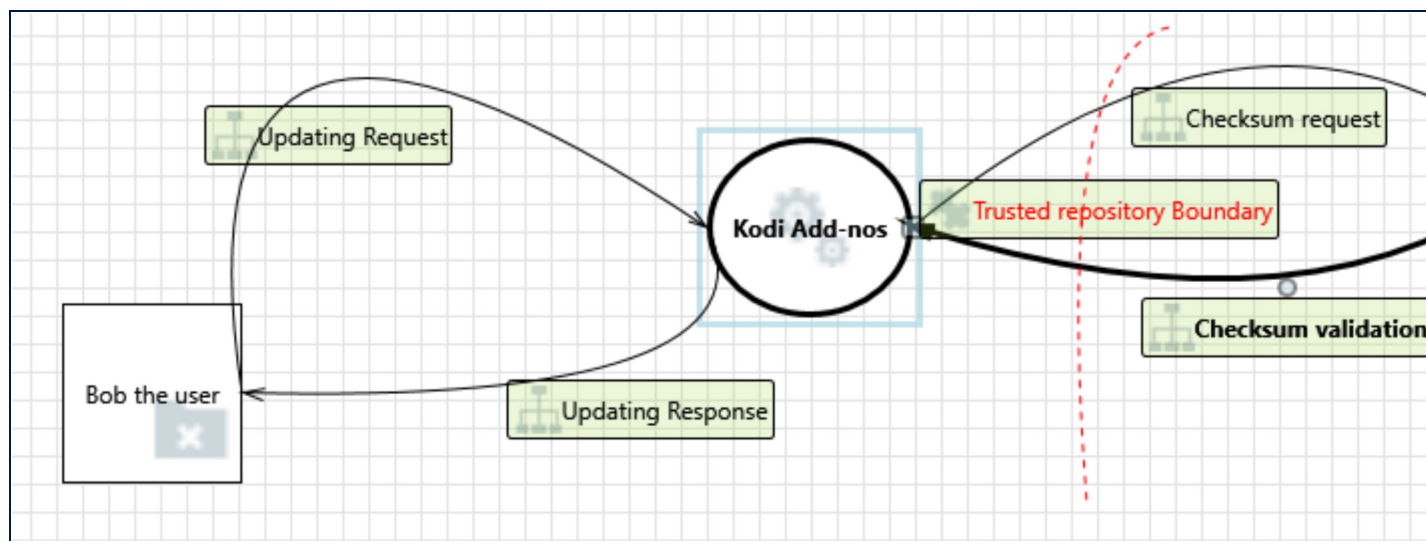 Updating Request
Checksum request
Trusted repository Boundary
Kodi Add-nos
Checksum validation
Bob the user
Updating Response